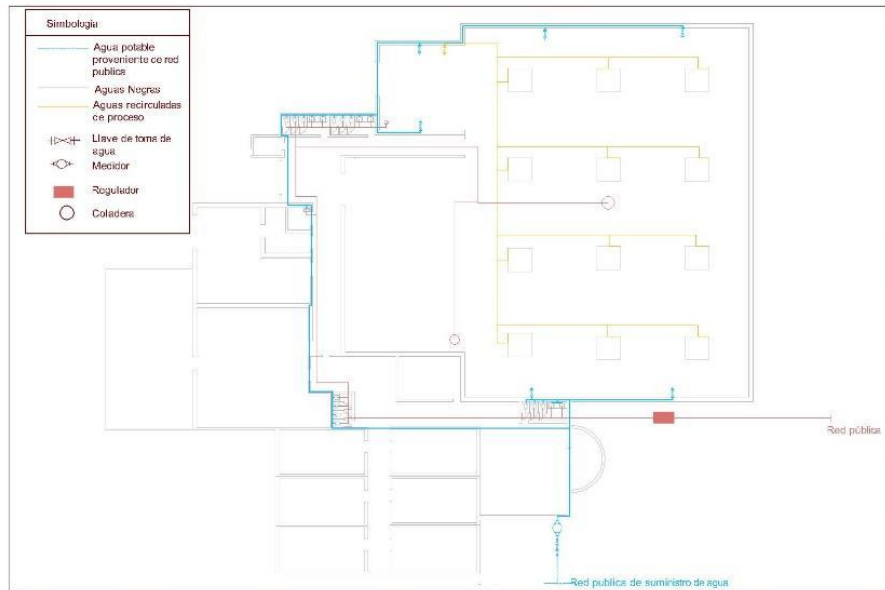 Simbología
Agua potable
proveniente de red
publica
Aguas Negras
Aguas recirculadas
de proceso
Llave de toma de
agua
Medidor
Regulador
Coladera
Red pública
Red publica de suministro de agua